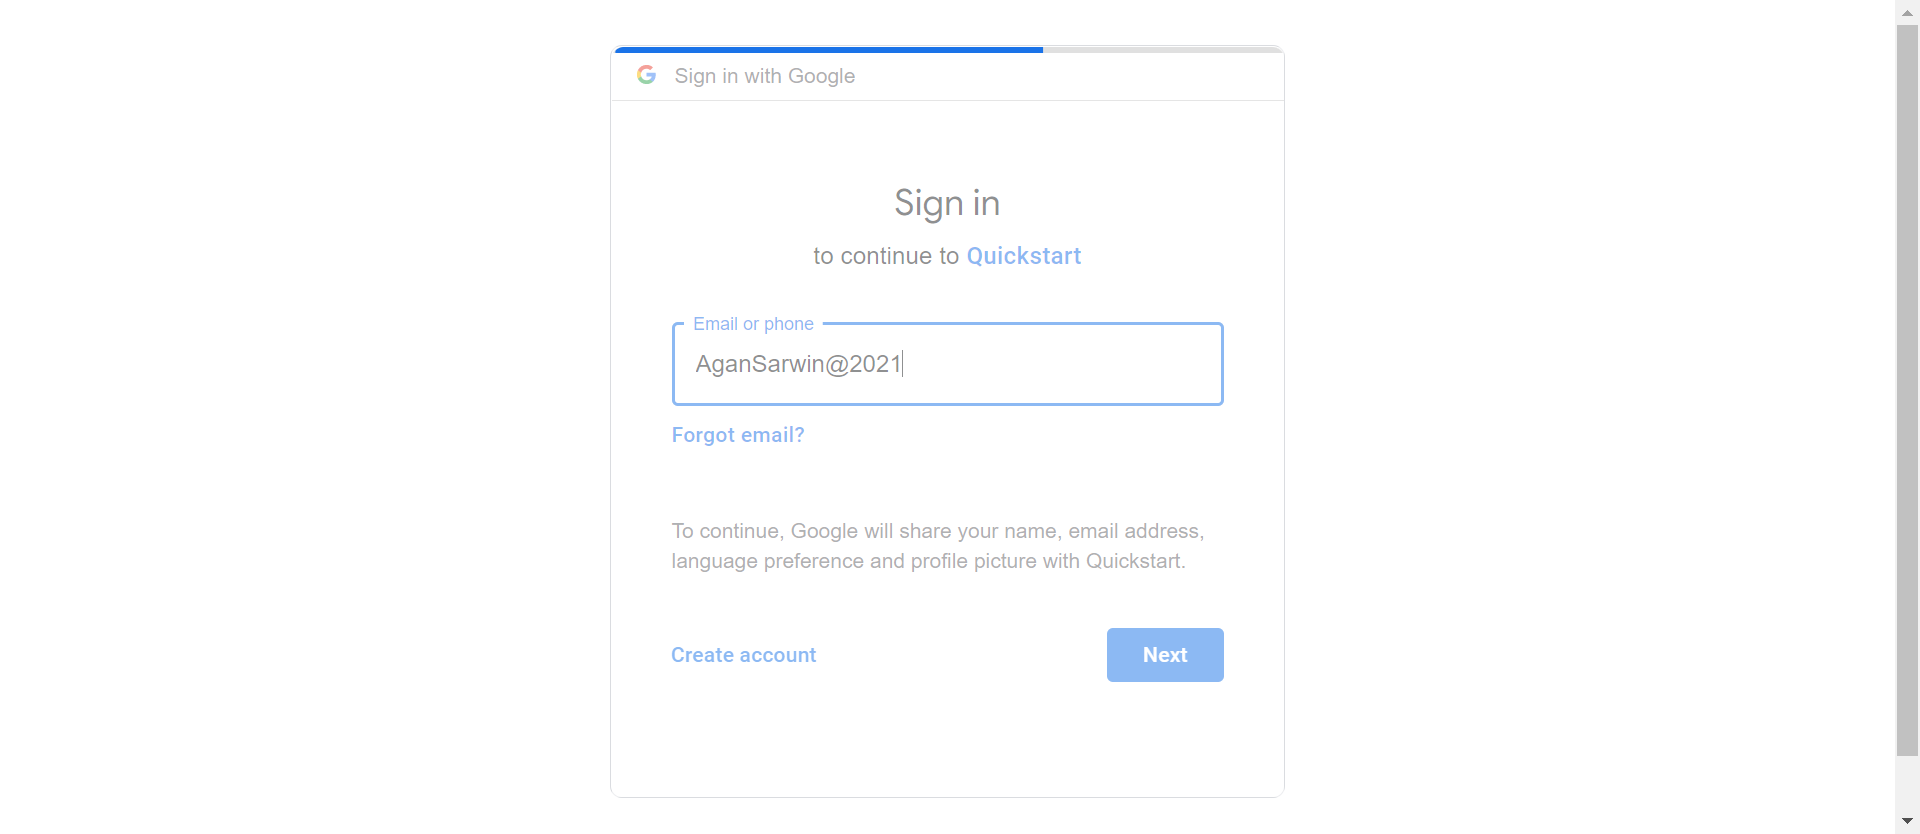 Sign in with Google
Sign in
to continue to Quickstart
Email or phone
AganSarwin@2021
Forgot email?
To continue, Google will share your name, email address,
language preference and profile picture with Quickstart.
Create account
Next